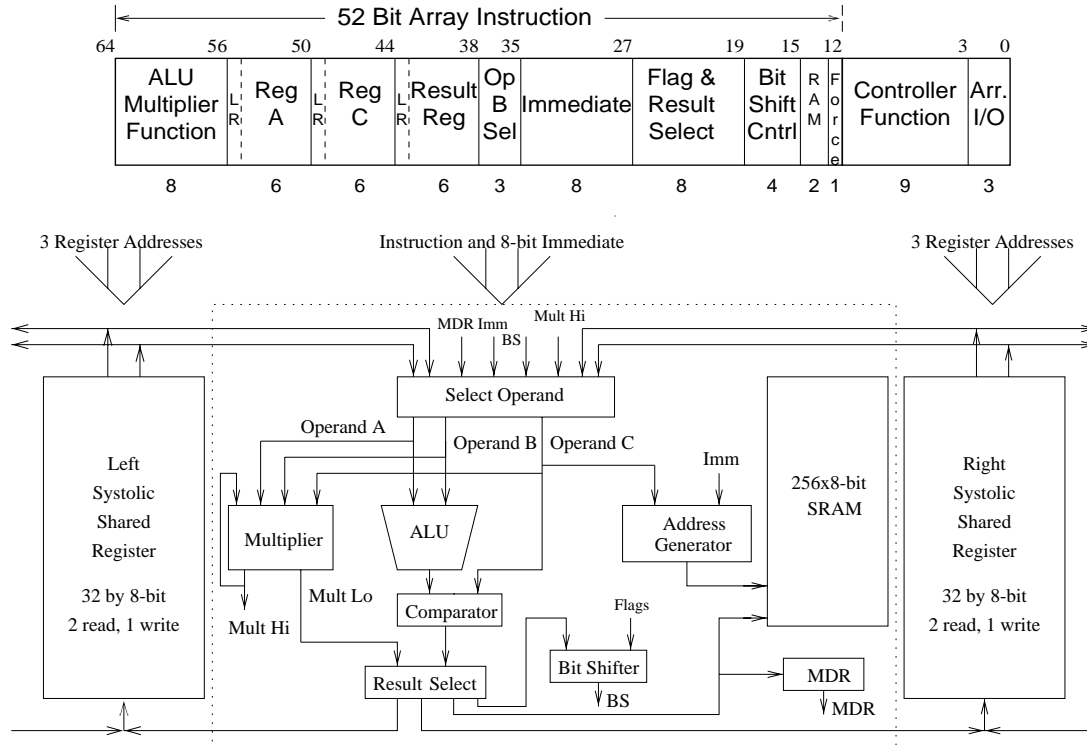 52 Bit Array Instruction
64 56 50 44 38 35 27 19 15 12 3 0
ALU Multiplier Function
L R
Reg A
L R
Reg C
L R
Result Reg
Op B Sel
Immediate
Flag & Result Select
Bit Shift Cntrl
RAM
Force
Controller Function
Arr. I/O
8 6 6 6 3 8 8 4 2 1 9 3
3 Register Addresses
Instruction and 8-bit Immediate
3 Register Addresses
MDR Imm
BS
Mult Hi
Select Operand
Operand A
Operand B
Operand C
Left
Systolic
Shared
Register
32 by 8-bit
2 read, 1 write
Multiplier
ALU
Imm
Address
Generator
256x8-bit
SRAM
Right
Systolic
Shared
Register
32 by 8-bit
2 read, 1 write
Mult Lo
Mult Hi
Comparator
Flags
Result Select
Bit Shifter
BS
MDR
MDR